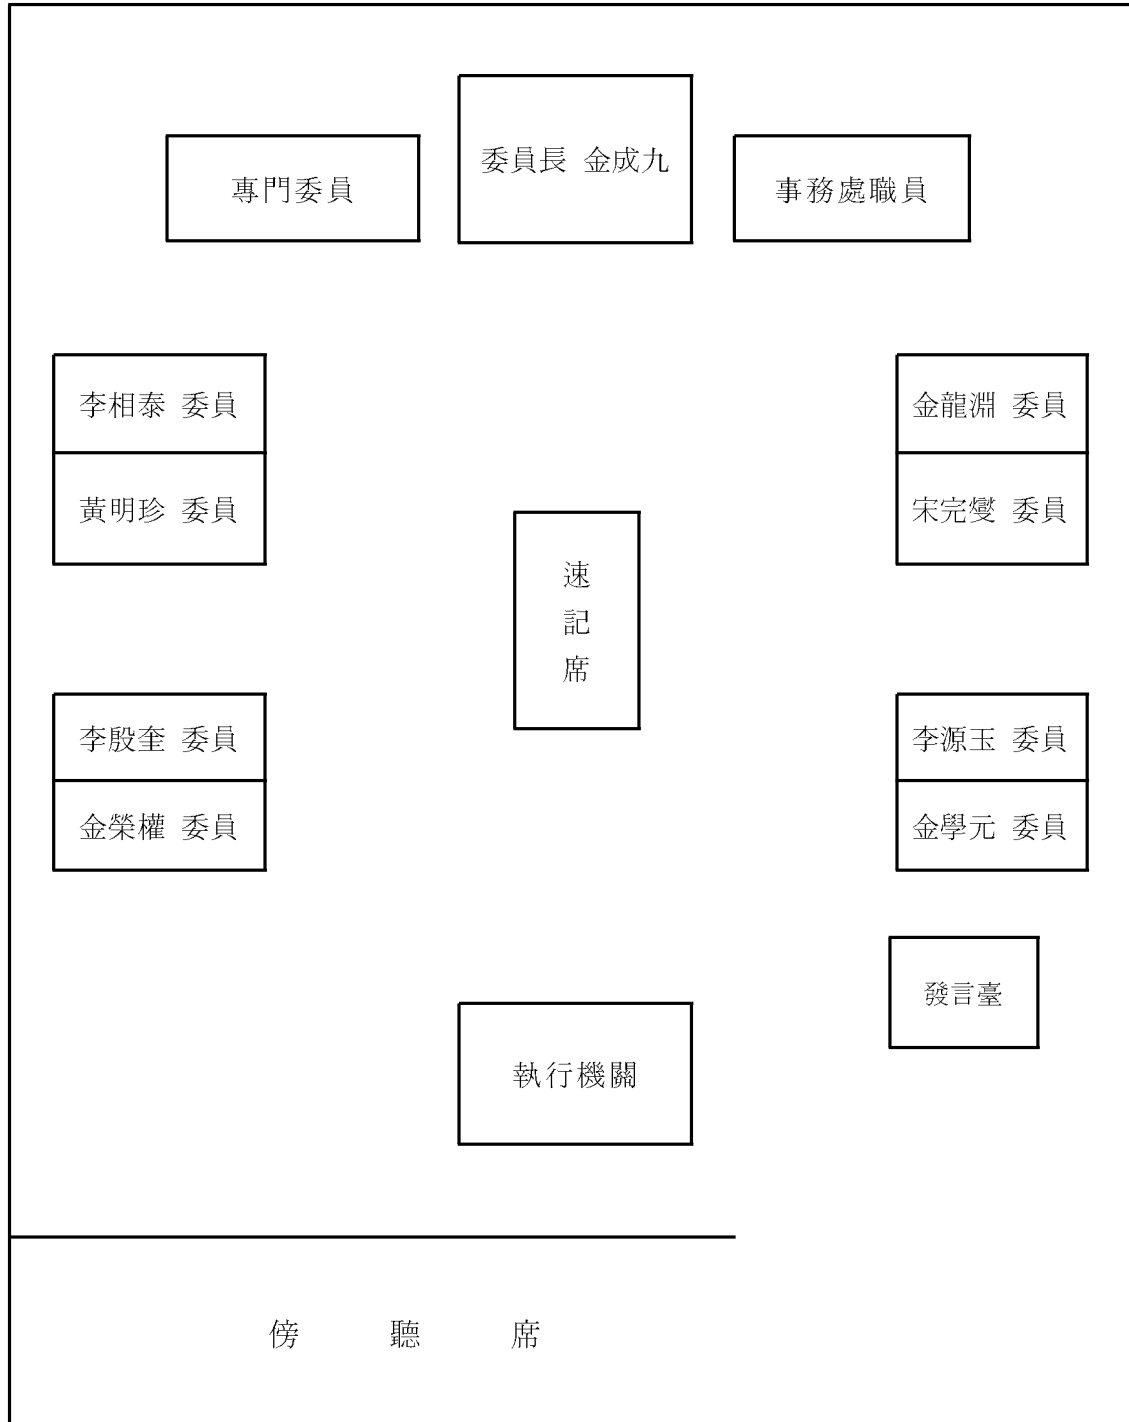 委員長 金成九
專門委員
事務處職員
李相泰 委員
金龍淵 委員
黃明珍 委員
宋完燮 委員
速
記
席
李殷奎 委員
李源玉 委員
金榮權 委員
金學元 委員
發言臺
執行機關
傍 聽 席